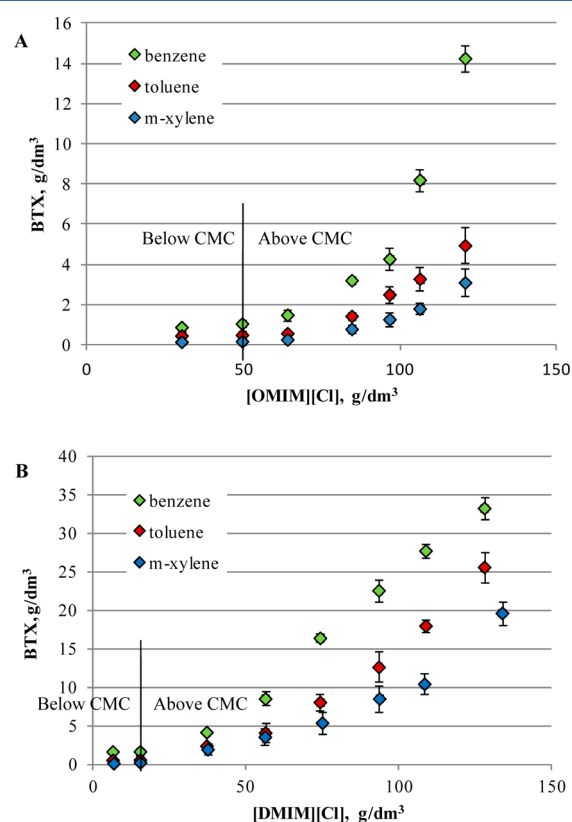 A
16
14
12
10
8
6
4
2
0
BTX, g/dm³
benzene
toluene
m-xylene
Below CMC
Above CMC
0
50
100
150
[OMIM][Cl], g/dm³
B
40
35
30
25
20
15
10
5
0
BTX,g/dm³
benzene
toluene
m-xylene
Below CMC
Above CMC
0
50
100
150
[DMIM][Cl], g/dm³